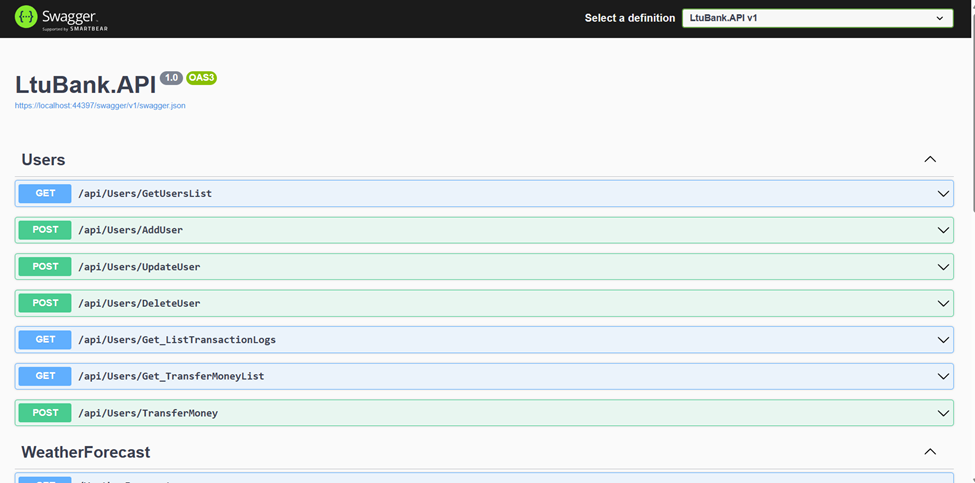 Swagger.
Supported by SMARTBEAR
Select a definition
LtuBank.API v1
LtuBank.API 1.0 OAS3
https://localhost:44397/swagger/v1/swagger.json
Users
GET /api/Users/GetUsersList
POST /api/Users/AddUser
POST /api/Users/UpdateUser
POST /api/Users/DeleteUser
GET /api/Users/Get_ListTransactionLogs
GET /api/Users/Get_TransferMoneyList
POST /api/Users/TransferMoney
WeatherForecast